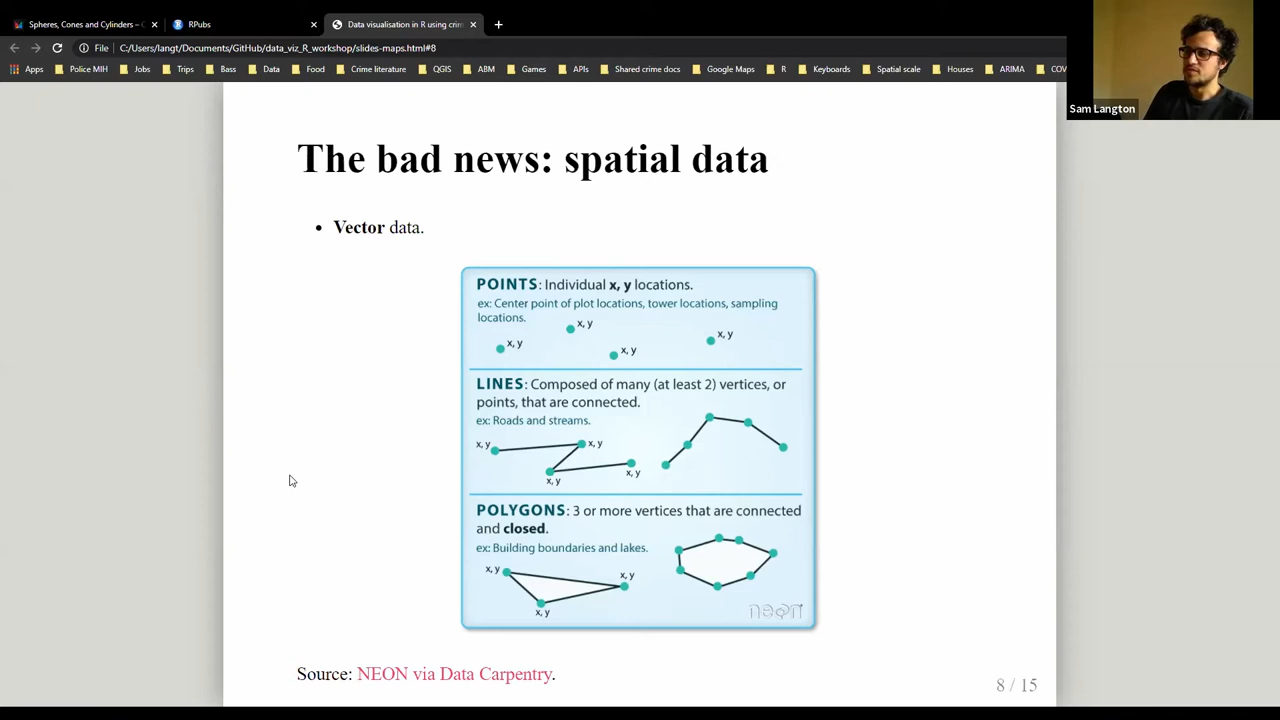 Spheres, Cones and Cylinders –
RPubs
Data visualisation in R using crim
File
C:/Users/langt/Documents/GitHub/data_viz_R_workshop/slides-maps.html#8
Apps
Police MIH
Jobs
Trips
Bass
Data
Food
Crime literature
QGIS
ABM
Games
APIs
Shared crime docs
Google Maps
R
Keyboards
Spatial scale
Houses
ARIMA
COV
Sam Langton
The bad news: spatial data
• Vector data.
POINTS: Individual x, y locations.
ex: Center point of plot locations, tower locations, sampling
locations.
x, y
x, y
x, y
x, y
LINES: Composed of many (at least 2) vertices, or
points, that are connected.
ex: Roads and streams.
x, y
x, y
x, y
x, y
POLYGONS: 3 or more vertices that are connected
and closed.
ex: Building boundaries and lakes.
x, y
x, y
x, y
neon
Source: NEON via Data Carpentry.
8 / 15